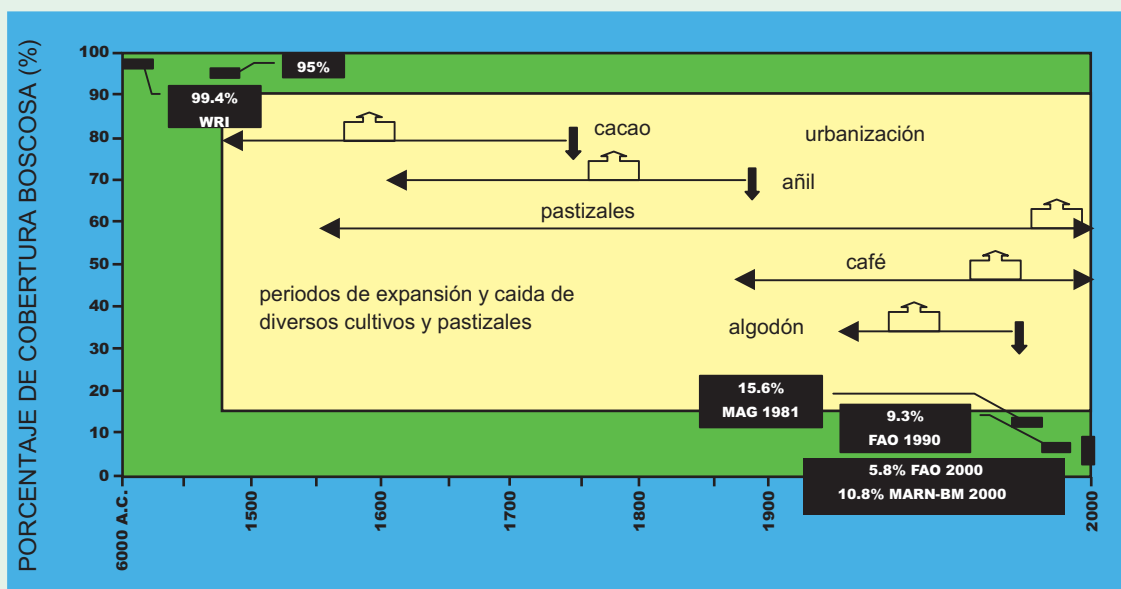 PORCENTAJE DE COBERTURA BOSCOSA (%)
100
90
80
70
60
50
40
30
20
10
0
95%
99.4%
WRI
cacao
urbanización
añil
pastizales
café
periodos de expansión y caida de
diversos cultivos y pastizales
algodón
15.6%
MAG 1981
9.3%
FAO 1990
5.8% FAO 2000
10.8% MARN-BM 2000
6000 A.C.
1500
1600
1700
1800
1900
2000